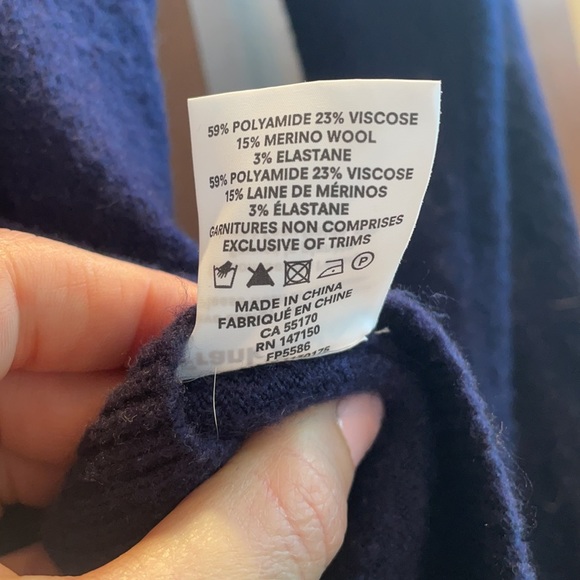 59% POLYAMIDE 23% VISCOSE
15% MERINO WOOL
3% ELASTANE
59% POLYAMIDE 23% VISCOSE
15% LAINE DE MÉRINOS
3% ÉLASTANE
GARNITURES NON COMPRISES
EXCLUSIVE OF TRIMS
P
MADE IN CHINA
FABRIQUÉ EN CHINE
CA 55170
RN 147150
FP5586